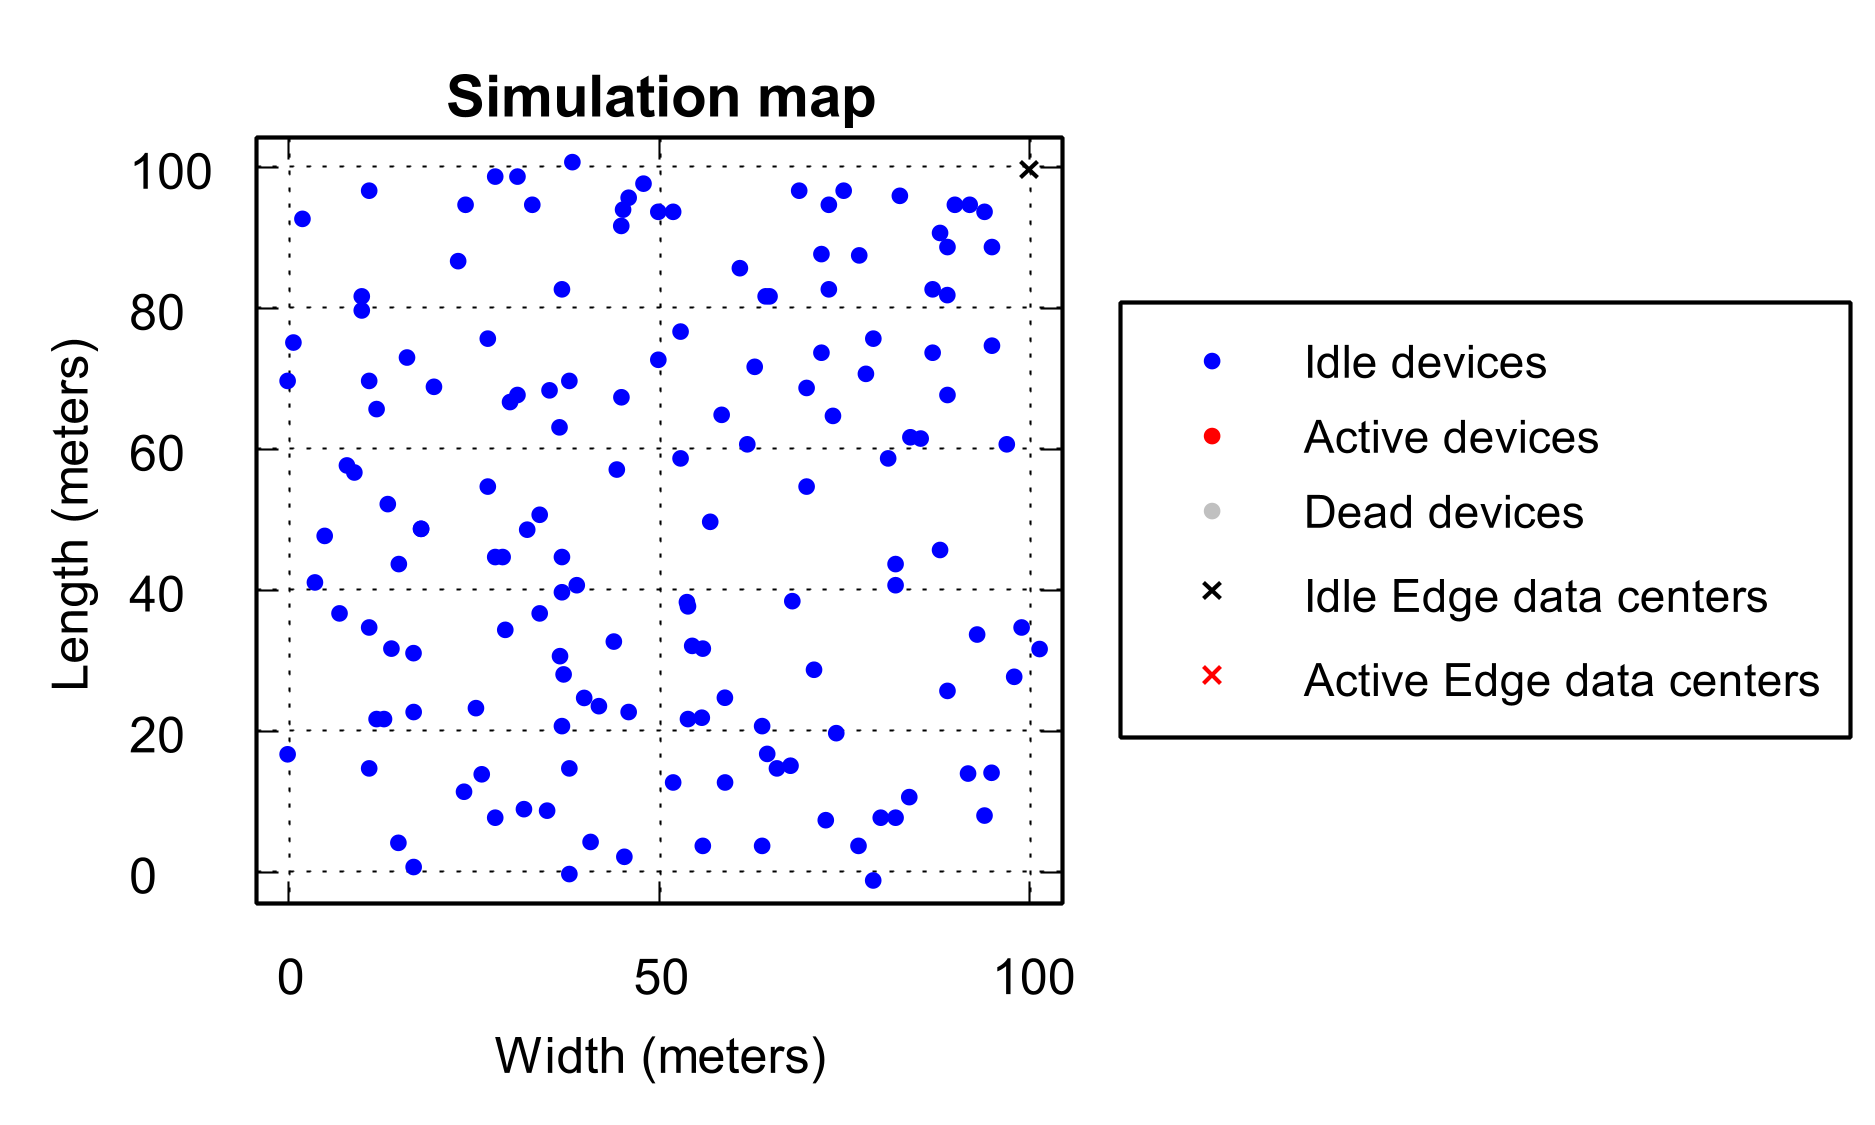 Simulation map
100
80
60
40
20
0
Length (meters)
0 50 100
Width (meters)
Idle devices
Active devices
Dead devices
Idle Edge data centers
Active Edge data centers